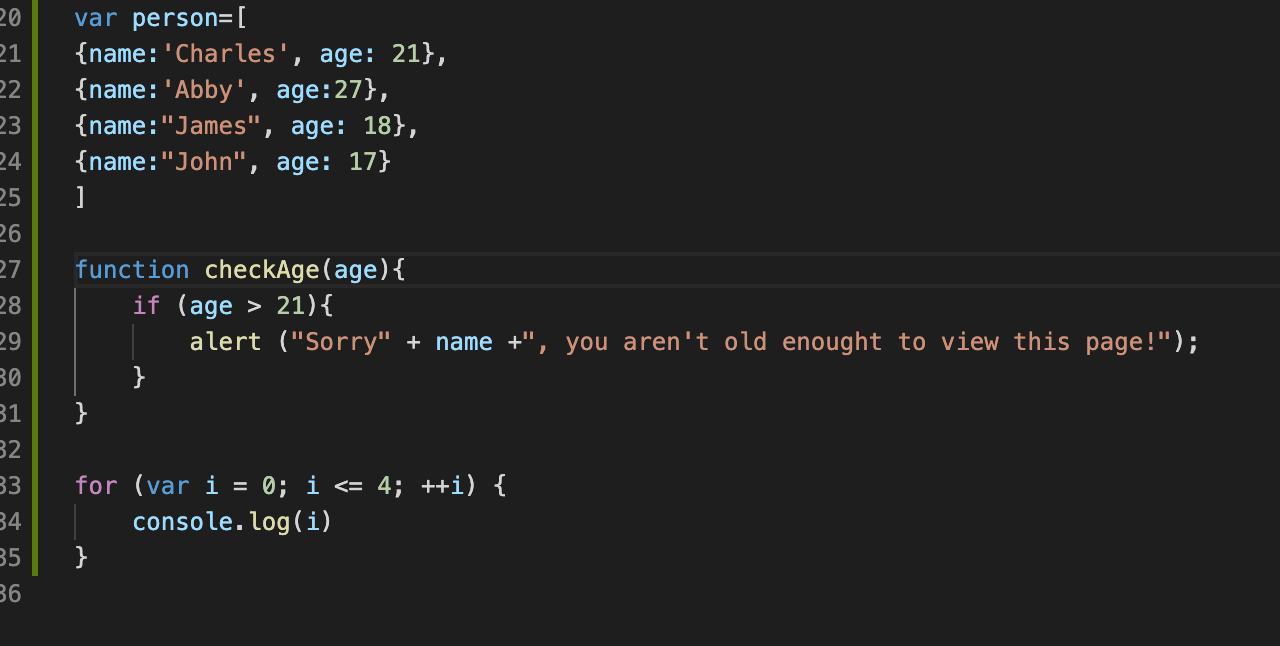 20 var person=[
21 {name:'Charles', age: 21},
22 {name:'Abby', age:27},
23 {name:"James", age: 18},
24 {name:"John", age: 17}
25 ]
26
27 function checkAge(age){
28     if (age > 21){
29         alert ("Sorry" + name +", you aren't old enought to view this page!");
30     }
31 }
32
33 for (var i = 0; i <= 4; ++i) {
34     console.log(i)
35 }
36